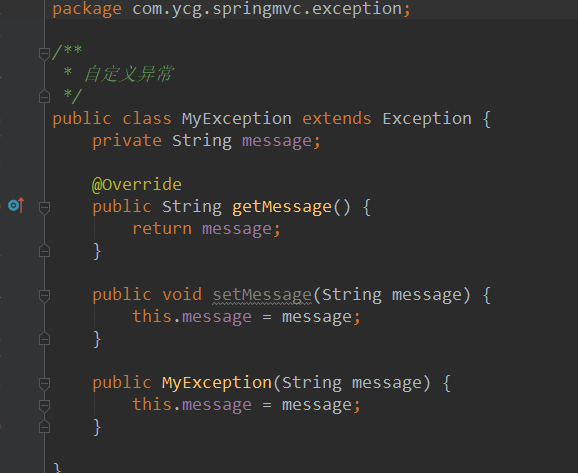 package com.ycg.springmvc.exception;
/**
 * 自定义异常
 */
public class MyException extends Exception {
    private String message;
    @Override
    public String getMessage() {
        return message;
    }
    public void setMessage(String message) {
        this.message = message;
    }
    public MyException(String message) {
        this.message = message;
    }
}